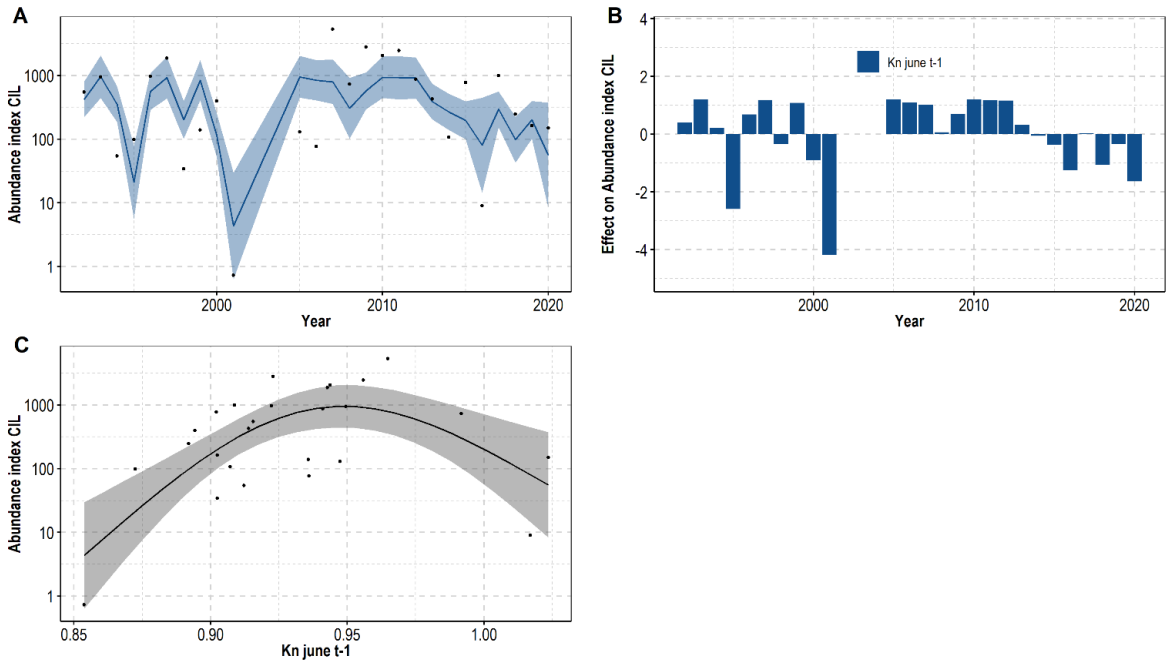 A
Abundance index CIL
1000
100
10
1
2000
2010
2020
Year
B
Effect on Abundance index CIL
4
2
0
-2
-4
Kn june t-1
2000
2010
2020
Year
C
Abundance index CIL
1000
100
10
1
0.85
0.90
0.95
1.00
Kn june t-1